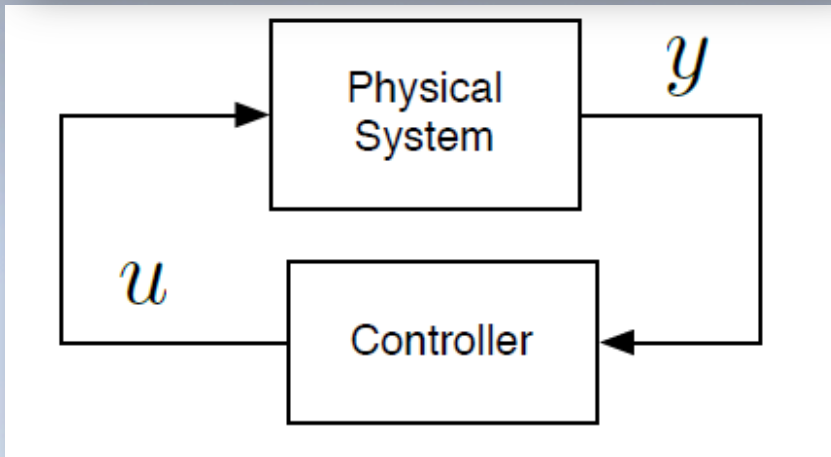 Physical
System
y
u
Controller